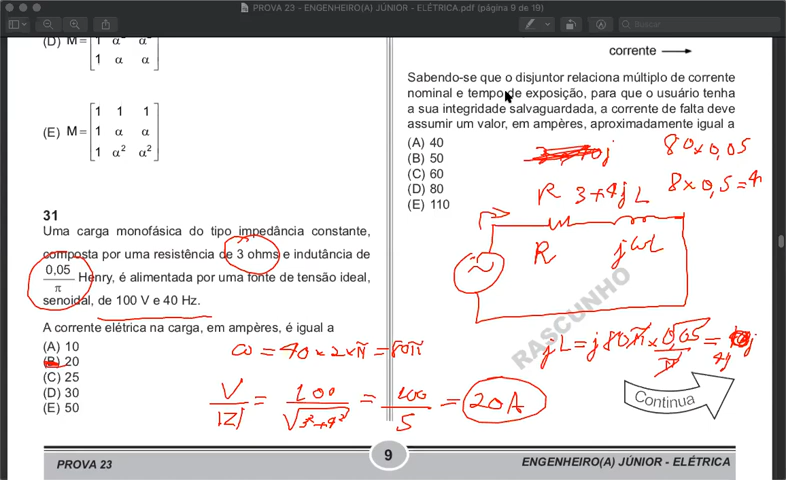 PROVA 23 - ENGENHEIRO(A) JÚNIOR - ELÉTRICA.pdf (página 9 de 19)
Buscar
(D) M = 1 α² α²
1 α α
(E) M = 1 1 1
1 α α
1 α² α²
31
Uma carga monofásica do tipo impedância constante,
composta por uma resistência de 3 ohms e indutância de
0,05
π
Henry, é alimentada por uma fonte de tensão ideal,
senoidal, de 100 V e 40 Hz.
A corrente elétrica na carga, em ampères, é igual a
(A) 10
(B) 20
(C) 25
(D) 30
(E) 50
ω = 40 × 2 × π = 80π
V/|Z| = 100/√3²+4² = 100/5 = 20A
corrente
Sabendo-se que o disjuntor relaciona múltiplo de corrente
nominal e tempo de exposição, para que o usuário tenha
a sua integridade salvaguardada, a corrente de falta deve
assumir um valor, em ampères, aproximadamente igual a
(A) 40
(B) 50
(C) 60
(D) 80
(E) 110
80×0,05
8×0,5=4
R 3+4j L
R jωL
jL = j80π × 0,05/π = 4j
RASCUNHO
Continua
PROVA 23
9
ENGENHEIRO(A) JÚNIOR - ELÉTRICA